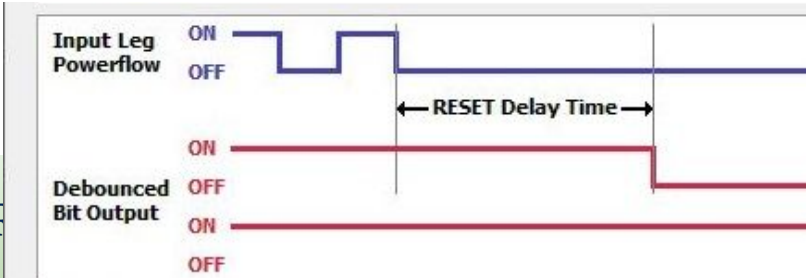 Input Leg
Powerflow
ON
OFF
RESET Delay Time
ON
Debounced
Bit Output
OFF
ON
OFF